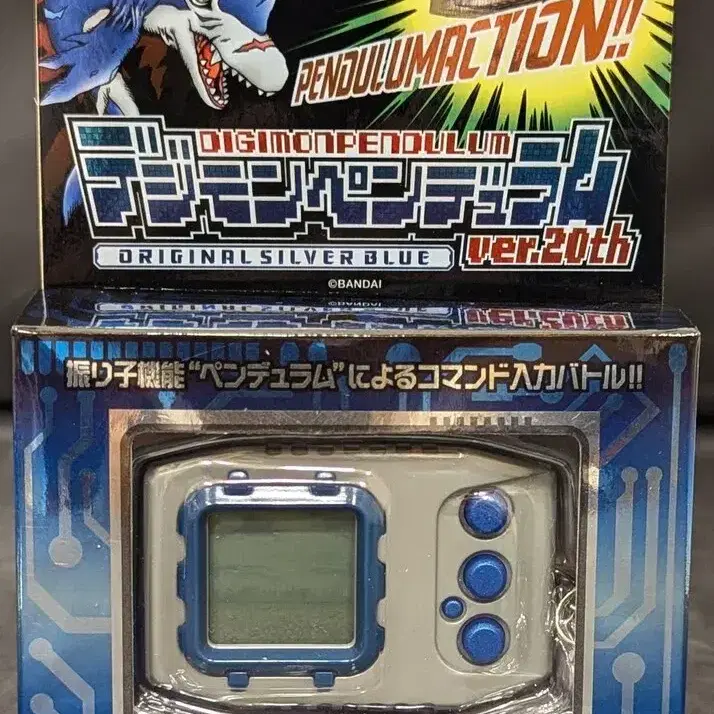 PENDULUMACTION!!
DIGIMONPENDULUM
デジモンペンデュラム
ORIGINAL SILVER BLUE
ver.20th
©BANDAI
振り子機能“ペンデュラム”によるコマンド入力バトル!!